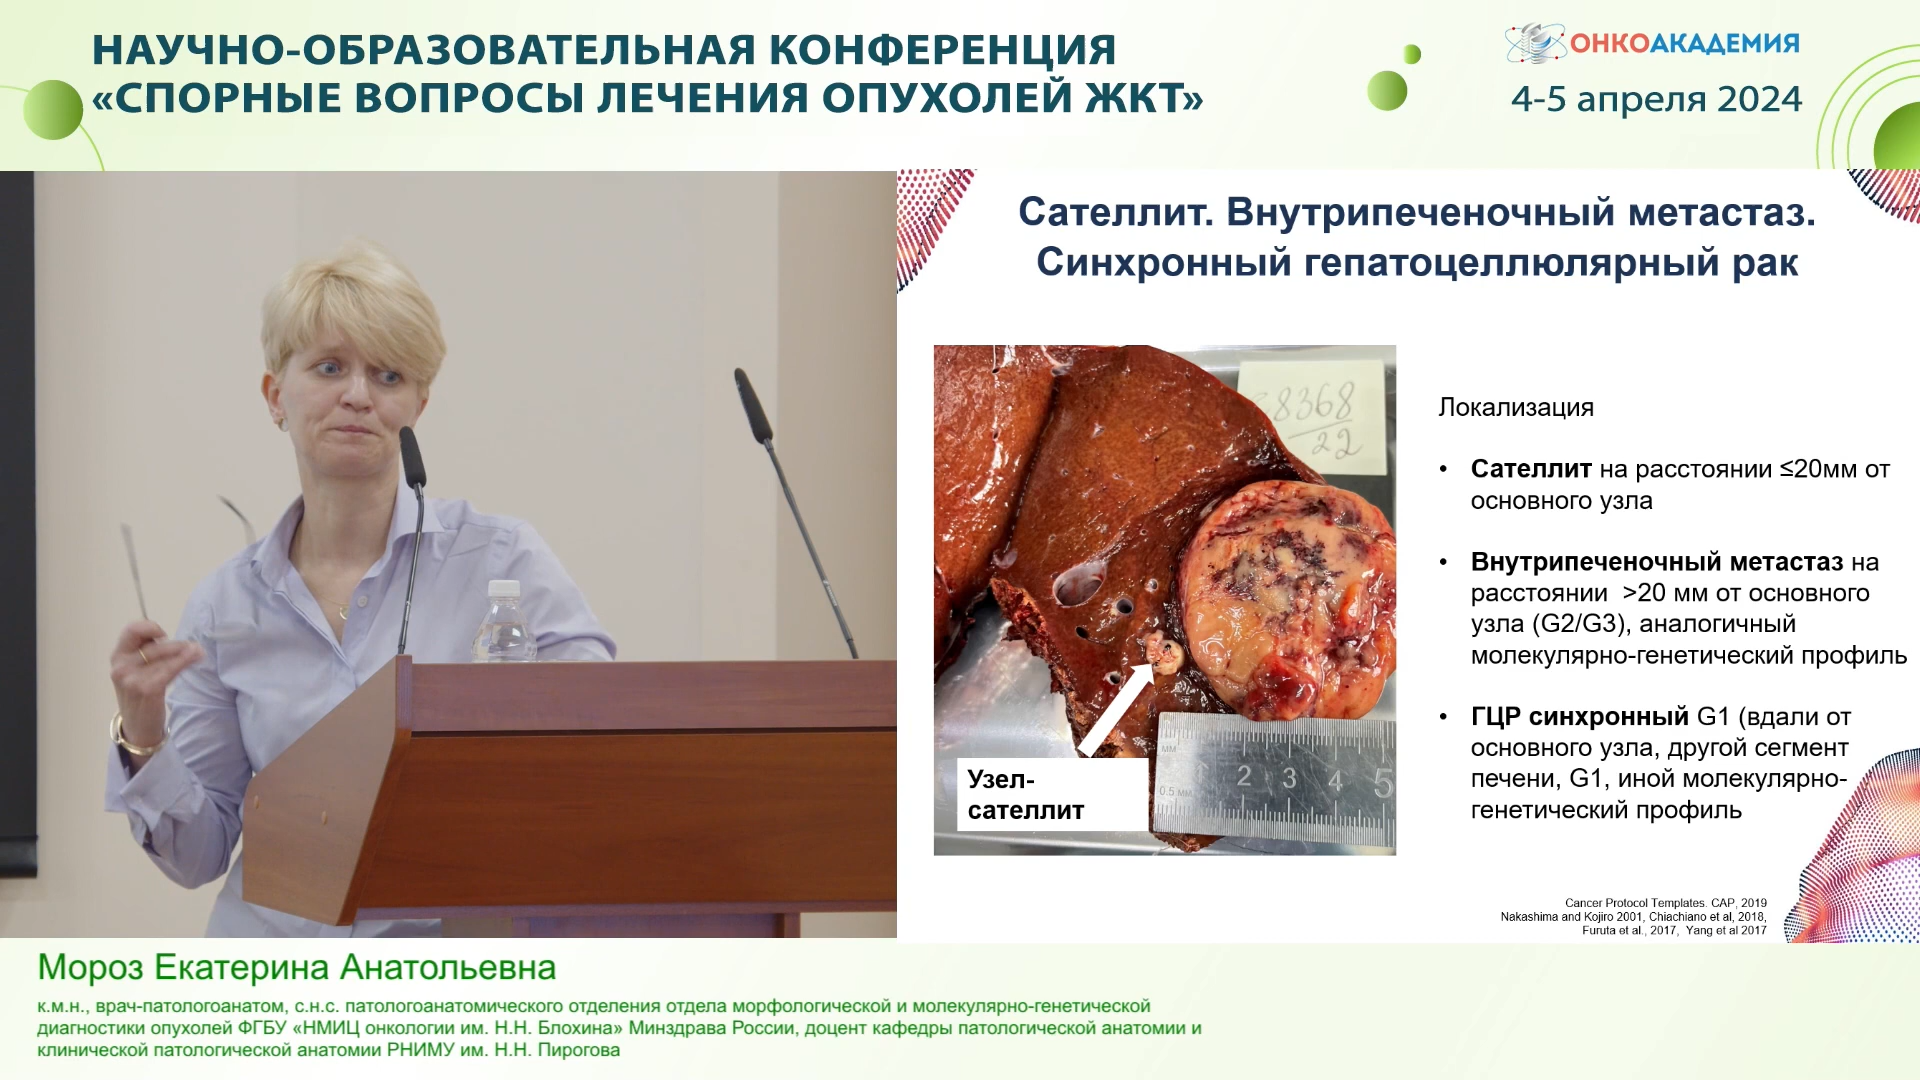 НАУЧНО-ОБРАЗОВАТЕЛЬНАЯ КОНФЕРЕНЦИЯ
«СПОРНЫЕ ВОПРОСЫ ЛЕЧЕНИЯ ОПУХОЛЕЙ ЖКТ»
ОНКОАКАДЕМИЯ
4-5 апреля 2024
Сателлит. Внутрипеченочный метастаз.
Синхронный гепатоцеллюлярный рак
8368
22
Узел-
сателлит
мм
0.5 мм
1 2 3 4 5
Локализация
• Сателлит на расстоянии ≤20мм от
основного узла
• Внутрипеченочный метастаз на
расстоянии >20 мм от основного
узла (G2/G3), аналогичный
молекулярно-генетический профиль
• ГЦР синхронный G1 (вдали от
основного узла, другой сегмент
печени, G1, иной молекулярно-
генетический профиль
Cancer Protocol Templates. CAP, 2019
Nakashima and Kojiro 2001, Chiachiano et al, 2018,
Furuta et al., 2017, Yang et al 2017
Мороз Екатерина Анатольевна
к.м.н., врач-патологоанатом, с.н.с. патологоанатомического отделения отдела морфологической и молекулярно-генетической
диагностики опухолей ФГБУ «НМИЦ онкологии им. Н.Н. Блохина» Минздрава России, доцент кафедры патологической анатомии и
клинической патологической анатомии РНИМУ им. Н.Н. Пирогова